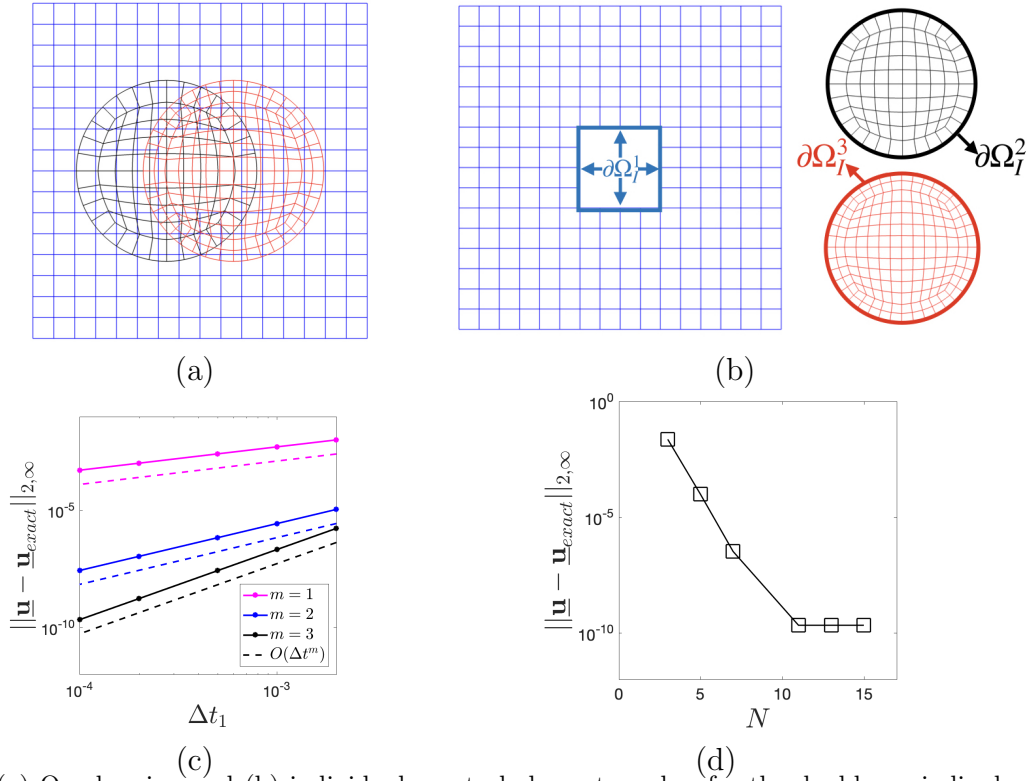 ∂Ω_I^1
∂Ω_I^2
∂Ω_I^3
(a)
(b)
||u − u_exact||_{2,∞}
10^-5
10^-10
m = 1
m = 2
m = 3
O(Δt^m)
10^-4
10^-3
Δt_1
(c)
||u − u_exact||_{2,∞}
10^0
10^-5
10^-10
0
5
10
15
N
(d)